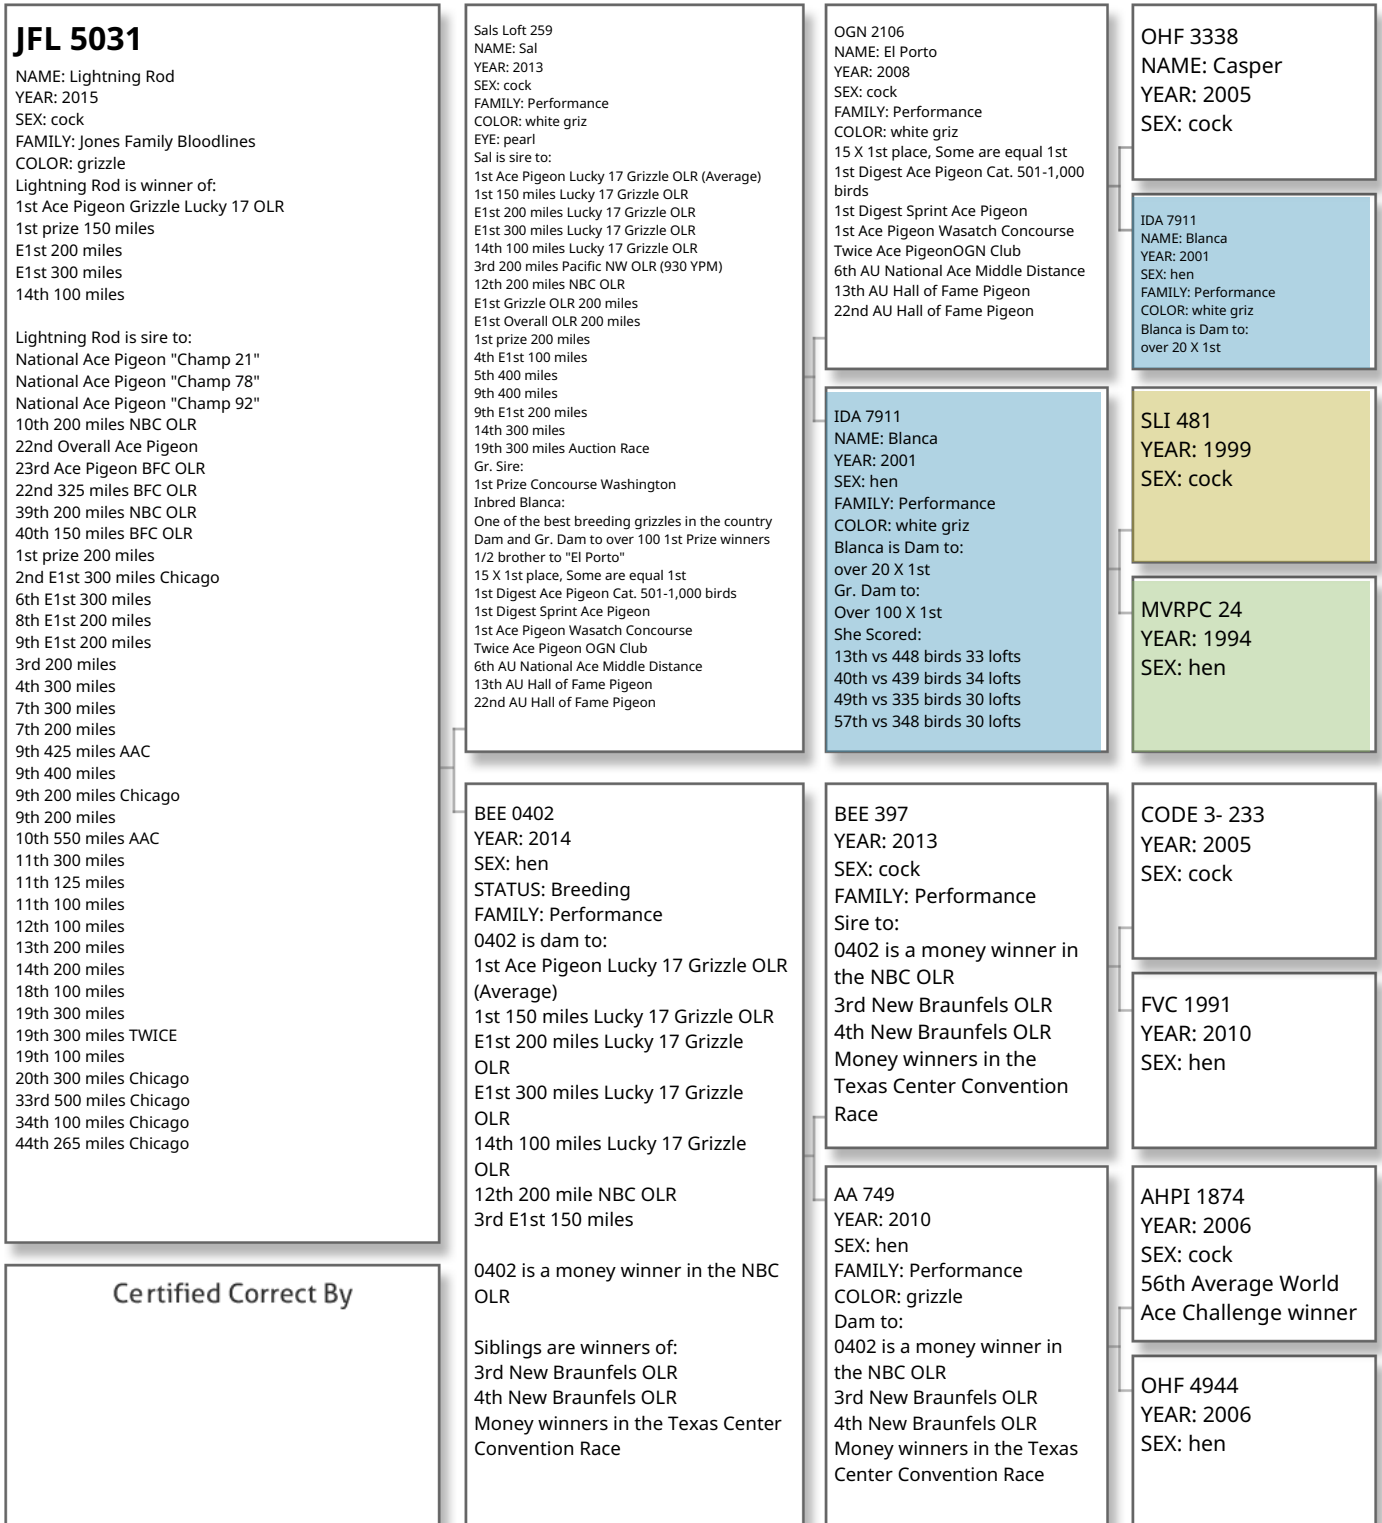 JFL 5031
NAME: Lightning Rod
YEAR: 2015
SEX: cock
FAMILY: Jones Family Bloodlines
COLOR: grizzle
Lightning Rod is winner of:
1st Ace Pigeon Grizzle Lucky 17 OLR
1st prize 150 miles
E1st 200 miles
E1st 300 miles
14th 100 miles
Lightning Rod is sire to:
National Ace Pigeon "Champ 21"
National Ace Pigeon "Champ 78"
National Ace Pigeon "Champ 92"
10th 200 miles NBC OLR
22nd Overall Ace Pigeon
23rd Ace Pigeon BFC OLR
22nd 325 miles BFC OLR
39th 200 miles NBC OLR
40th 150 miles BFC OLR
1st prize 200 miles
2nd E1st 300 miles Chicago
6th E1st 300 miles
8th E1st 200 miles
9th E1st 200 miles
3rd 200 miles
4th 300 miles
7th 300 miles
7th 200 miles
9th 425 miles AAC
9th 400 miles
9th 200 miles Chicago
9th 200 miles
10th 550 miles AAC
11th 300 miles
11th 125 miles
11th 100 miles
12th 100 miles
13th 200 miles
14th 200 miles
18th 100 miles
19th 300 miles
19th 300 miles TWICE
19th 100 miles
20th 300 miles Chicago
33rd 500 miles Chicago
34th 100 miles Chicago
44th 265 miles Chicago
Certified Correct By
Sals Loft 259
NAME: Sal
YEAR: 2013
SEX: cock
FAMILY: Performance
COLOR: white griz
EYE: pearl
Sal is sire to:
1st Ace Pigeon Lucky 17 Grizzle OLR (Average)
1st 150 miles Lucky 17 Grizzle OLR
E1st 200 miles Lucky 17 Grizzle OLR
E1st 300 miles Lucky 17 Grizzle OLR
14th 100 miles Lucky 17 Grizzle OLR
3rd 200 miles Pacific NW OLR (930 YPM)
12th 200 miles NBC OLR
E1st Grizzle OLR 200 miles
E1st Overall OLR 200 miles
1st prize 200 miles
4th E1st 100 miles
5th 400 miles
9th 400 miles
9th E1st 200 miles
14th 300 miles
19th 300 miles Auction Race
Gr. Sire:
1st Prize Concourse Washington
Inbred Blanca:
One of the best breeding grizzles in the country
Dam and Gr. Dam to over 100 1st Prize winners
1/2 brother to "El Porto"
15 X 1st place, Some are equal 1st
1st Digest Ace Pigeon Cat. 501-1,000 birds
1st Digest Sprint Ace Pigeon
1st Ace Pigeon Wasatch Concourse
Twice Ace Pigeon OGN Club
6th AU National Ace Middle Distance
13th AU Hall of Fame Pigeon
22nd AU Hall of Fame Pigeon
BEE 0402
YEAR: 2014
SEX: hen
STATUS: Breeding
FAMILY: Performance
0402 is dam to:
1st Ace Pigeon Lucky 17 Grizzle OLR
(Average)
1st 150 miles Lucky 17 Grizzle OLR
E1st 200 miles Lucky 17 Grizzle
OLR
E1st 300 miles Lucky 17 Grizzle
OLR
14th 100 miles Lucky 17 Grizzle
OLR
12th 200 mile NBC OLR
3rd E1st 150 miles
0402 is a money winner in the NBC
OLR
Siblings are winners of:
3rd New Braunfels OLR
4th New Braunfels OLR
Money winners in the Texas Center
Convention Race
OGN 2106
NAME: El Porto
YEAR: 2008
SEX: cock
FAMILY: Performance
COLOR: white griz
15 X 1st place, Some are equal 1st
1st Digest Ace Pigeon Cat. 501-1,000
birds
1st Digest Sprint Ace Pigeon
1st Ace Pigeon Wasatch Concourse
Twice Ace PigeonOGN Club
6th AU National Ace Middle Distance
13th AU Hall of Fame Pigeon
22nd AU Hall of Fame Pigeon
IDA 7911
NAME: Blanca
YEAR: 2001
SEX: hen
FAMILY: Performance
COLOR: white griz
Blanca is Dam to:
over 20 X 1st
Gr. Dam to:
Over 100 X 1st
She Scored:
13th vs 448 birds 33 lofts
40th vs 439 birds 34 lofts
49th vs 335 birds 30 lofts
57th vs 348 birds 30 lofts
BEE 397
YEAR: 2013
SEX: cock
FAMILY: Performance
Sire to:
0402 is a money winner in
the NBC OLR
3rd New Braunfels OLR
4th New Braunfels OLR
Money winners in the
Texas Center Convention
Race
AA 749
YEAR: 2010
SEX: hen
FAMILY: Performance
COLOR: grizzle
Dam to:
0402 is a money winner in
the NBC OLR
3rd New Braunfels OLR
4th New Braunfels OLR
Money winners in the Texas
Center Convention Race
OHF 3338
NAME: Casper
YEAR: 2005
SEX: cock
IDA 7911
NAME: Blanca
YEAR: 2001
SEX: hen
FAMILY: Performance
COLOR: white griz
Blanca is Dam to:
over 20 X 1st
SLI 481
YEAR: 1999
SEX: cock
MVRPC 24
YEAR: 1994
SEX: hen
CODE 3- 233
YEAR: 2005
SEX: cock
FVC 1991
YEAR: 2010
SEX: hen
AHPI 1874
YEAR: 2006
SEX: cock
56th Average World
Ace Challenge winner
OHF 4944
YEAR: 2006
SEX: hen